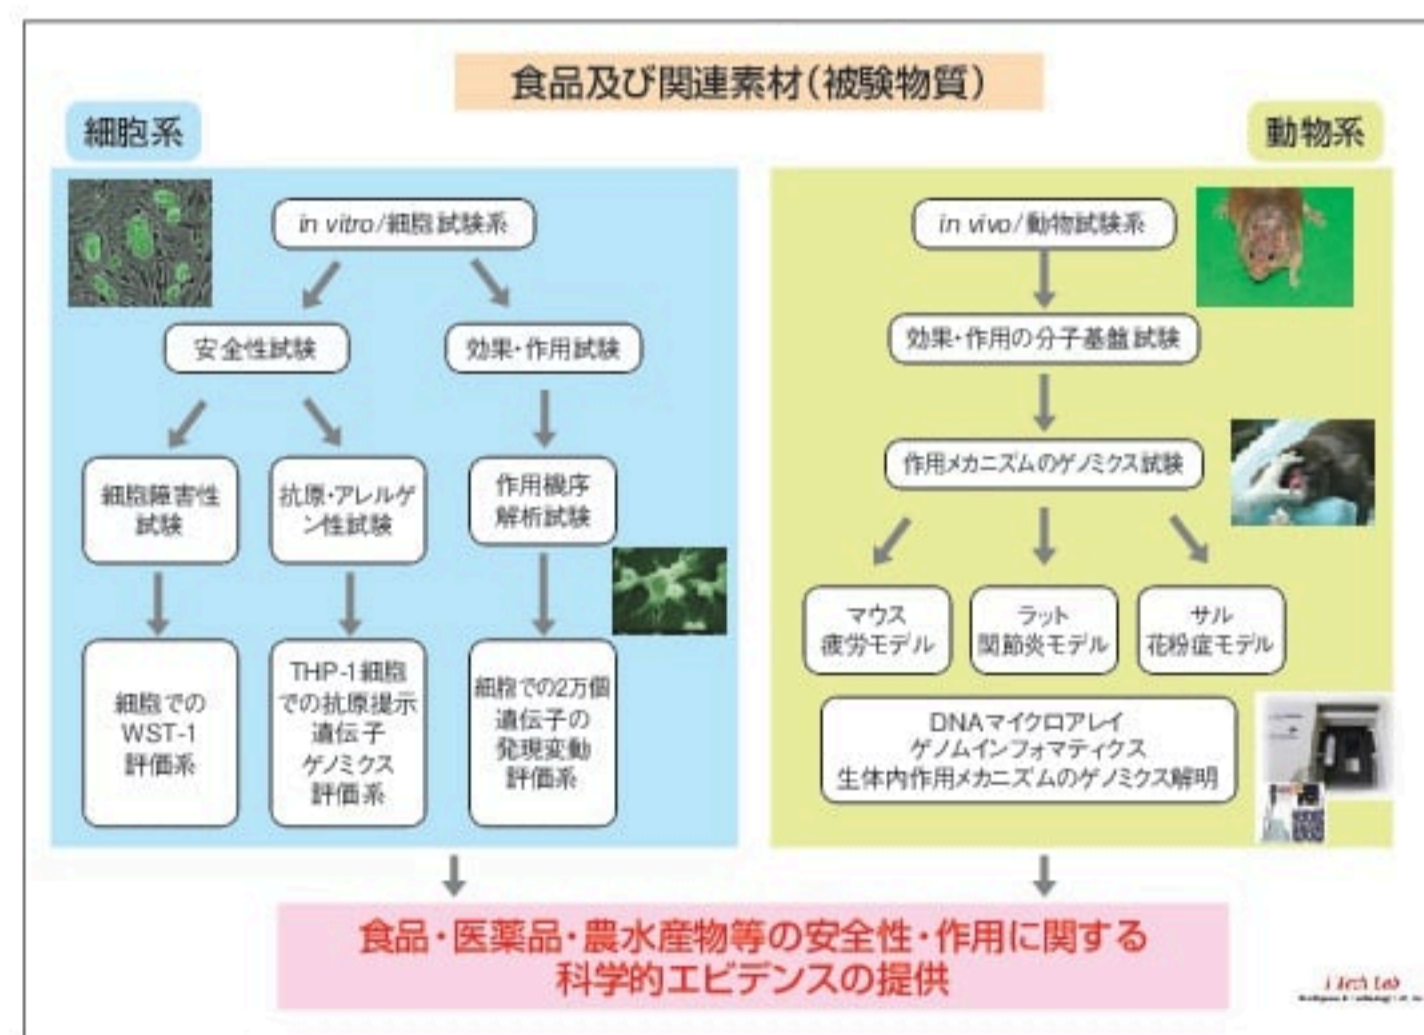 食品及び関連素材(被験物質)
細胞系
in vitro/細胞試験系
安全性試験
効果・作用試験
細胞障害性
試験
抗原・アレルゲ
ン性試験
作用機序
解析試験
細胞での
WST-1
評価系
THP-1細胞
での抗原提示
遺伝子
ゲノミクス
評価系
細胞での2万個
遺伝子の
発現変動
評価系
動物系
in vivo/動物試験系
効果・作用の分子基盤試験
作用メカニズムのゲノミクス試験
マウス
疲労モデル
ラット
関節炎モデル
サル
花粉症モデル
DNAマイクロアレイ
ゲノムインフォマティクス
生体内作用メカニズムのゲノミクス解明
食品・医薬品・農水産物等の安全性・作用に関する
科学的エビデンスの提供
Tech Lab